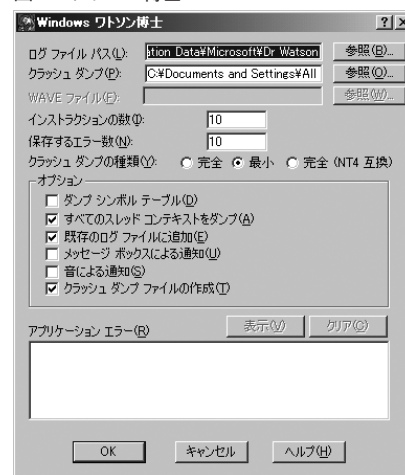 Windows ワトソン博士
ログ ファイル パス(L): ation Data¥Microsoft¥Dr Watson 参照(B)...
クラッシュ ダンプ(P): C:¥Documents and Settings¥All 参照(O)...
WAVE ファイル(F): 参照(W)...
インストラクションの数(I): 10
保存するエラー数(N): 10
クラッシュ ダンプの種類(Y): 完全 最小 完全 (NT4 互換)
オプション
ダンプ シンボル テーブル(D)
すべてのスレッド コンテキストをダンプ(A)
既存のログ ファイルに追加(E)
メッセージ ボックスによる通知(U)
音による通知(S)
クラッシュ ダンプ ファイルの作成(T)
アプリケーション エラー(R) 表示(V) クリア(C)
OK キャンセル ヘルプ(H)